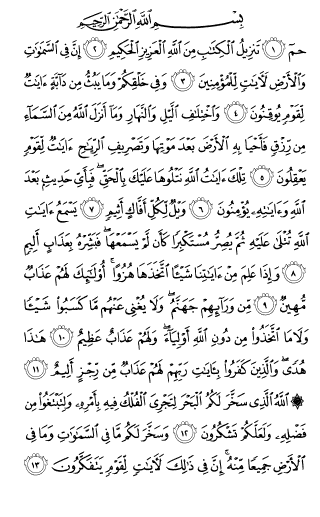 بِسْمِ ٱللَّهِ ٱلرَّحْمَٰنِ ٱلرَّحِيمِ
حمٓ ١ تَنزِيلُ ٱلْكِتَٰبِ مِنَ ٱللَّهِ ٱلْعَزِيزِ ٱلْحَكِيمِ ٢ إِنَّ فِى ٱلسَّمَٰوَٰتِ
وَٱلْأَرْضِ لَءَايَٰتٍ لِّلْمُؤْمِنِينَ ٣ وَفِى خَلْقِكُمْ وَمَا يَبُثُّ مِن دَآبَّةٍ ءَايَٰتٌ
لِّقَوْمٍ يُوقِنُونَ ٤ وَٱخْتِلَٰفِ ٱلَّيْلِ وَٱلنَّهَارِ وَمَآ أَنزَلَ ٱللَّهُ مِنَ ٱلسَّمَآءِ
مِن رِّزْقٍ فَأَحْيَا بِهِ ٱلْأَرْضَ بَعْدَ مَوْتِهَا وَتَصْرِيفِ ٱلرِّيَٰحِ ءَايَٰتٌ لِّقَوْمٍ
يَعْقِلُونَ ٥ تِلْكَ ءَايَٰتُ ٱللَّهِ نَتْلُوهَا عَلَيْكَ بِٱلْحَقِّ ۖ فَبِأَىِّ حَدِيثٍۭ بَعْدَ
ٱللَّهِ وَءَايَٰتِهِۦ يُؤْمِنُونَ ٦ وَيْلٌ لِّكُلِّ أَفَّاكٍ أَثِيمٍ ٧ يَسْمَعُ ءَايَٰتِ
ٱللَّهِ تُتْلَىٰ عَلَيْهِ ثُمَّ يُصِرُّ مُسْتَكْبِرًا كَأَن لَّمْ يَسْمَعْهَا ۖ فَبَشِّرْهُ بِعَذَابٍ أَلِيمٍ
٨ وَإِذَا عَلِمَ مِنْ ءَايَٰتِنَا شَيْـًٔا ٱتَّخَذَهَا هُزُوًا ۚ أُو۟لَٰٓئِكَ لَهُمْ عَذَابٌ
مُّهِينٌ ٩ مِّن وَرَآئِهِمْ جَهَنَّمُ ۖ وَلَا يُغْنِى عَنْهُم مَّا كَسَبُوا۟ شَيْـًٔا
وَلَا مَا ٱتَّخَذُوا۟ مِن دُونِ ٱللَّهِ أَوْلِيَآءَ ۖ وَلَهُمْ عَذَابٌ عَظِيمٌ ١٠ هَٰذَا
هُدًى ۖ وَٱلَّذِينَ كَفَرُوا۟ بِـَٔايَٰتِ رَبِّهِمْ لَهُمْ عَذَابٌ مِّن رِّجْزٍ أَلِيمٌ ١١
۞ ٱللَّهُ ٱلَّذِى سَخَّرَ لَكُمُ ٱلْبَحْرَ لِتَجْرِىَ ٱلْفُلْكُ فِيهِ بِأَمْرِهِۦ وَلِتَبْتَغُوا۟ مِن
فَضْلِهِۦ وَلَعَلَّكُمْ تَشْكُرُونَ ١٢ وَسَخَّرَ لَكُم مَّا فِى ٱلسَّمَٰوَٰتِ وَمَا فِى
ٱلْأَرْضِ جَمِيعًا مِّنْهُ ۚ إِنَّ فِى ذَٰلِكَ لَءَايَٰتٍ لِّقَوْمٍ يَتَفَكَّرُونَ ١٣